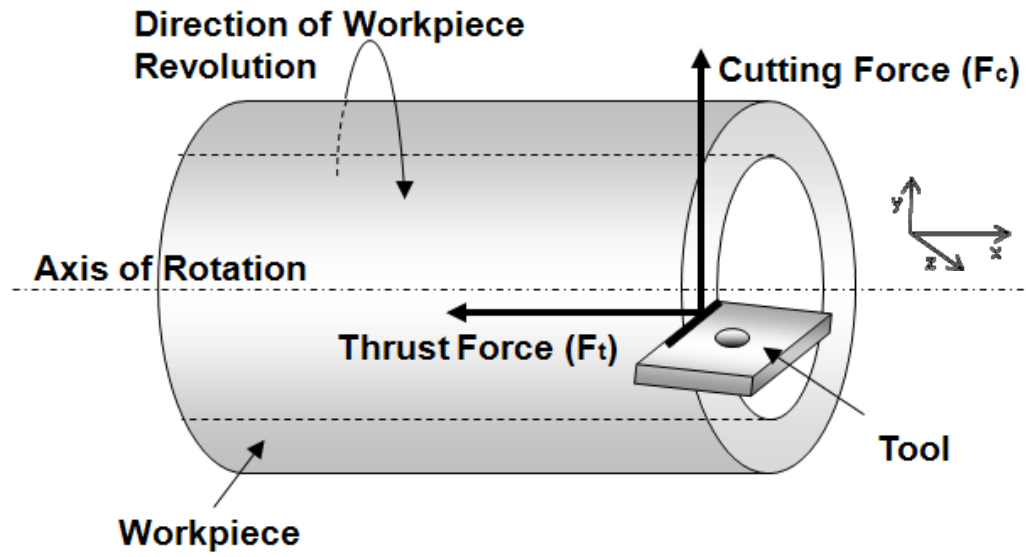 Direction of Workpiece
Revolution
Cutting Force (Fc)
y
x
z
Axis of Rotation
Thrust Force (Ft)
Tool
Workpiece